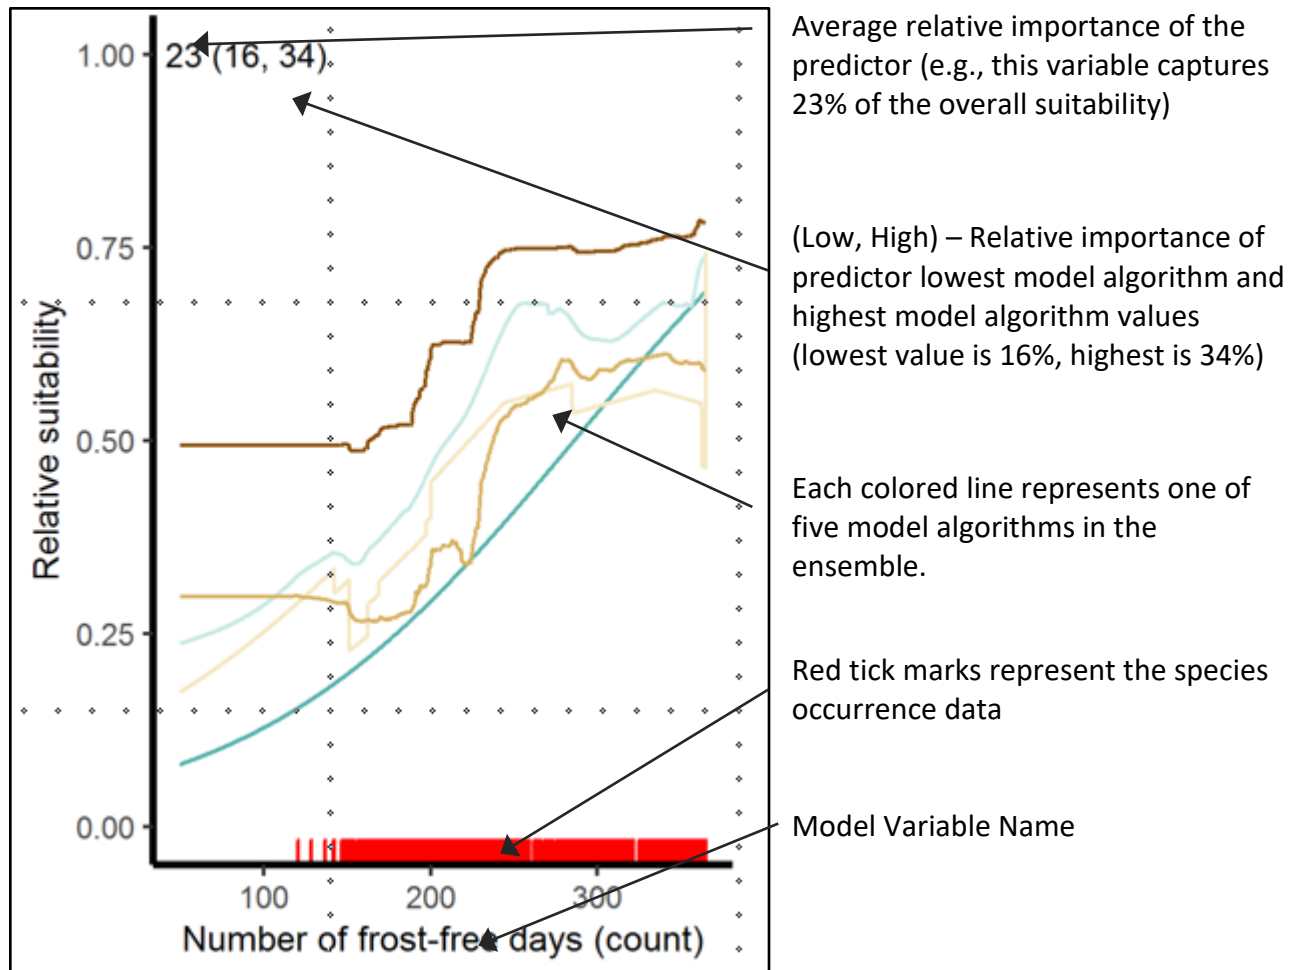 1.00
23 (16, 34)
0.75
0.50
0.25
0.00
Relative suitability
100 200 300
Number of frost-free days (count)
Average relative importance of the
predictor (e.g., this variable captures
23% of the overall suitability)
(Low, High) – Relative importance of
predictor lowest model algorithm and
highest model algorithm values
(lowest value is 16%, highest is 34%)
Each colored line represents one of
five model algorithms in the
ensemble.
Red tick marks represent the species
occurrence data
Model Variable Name